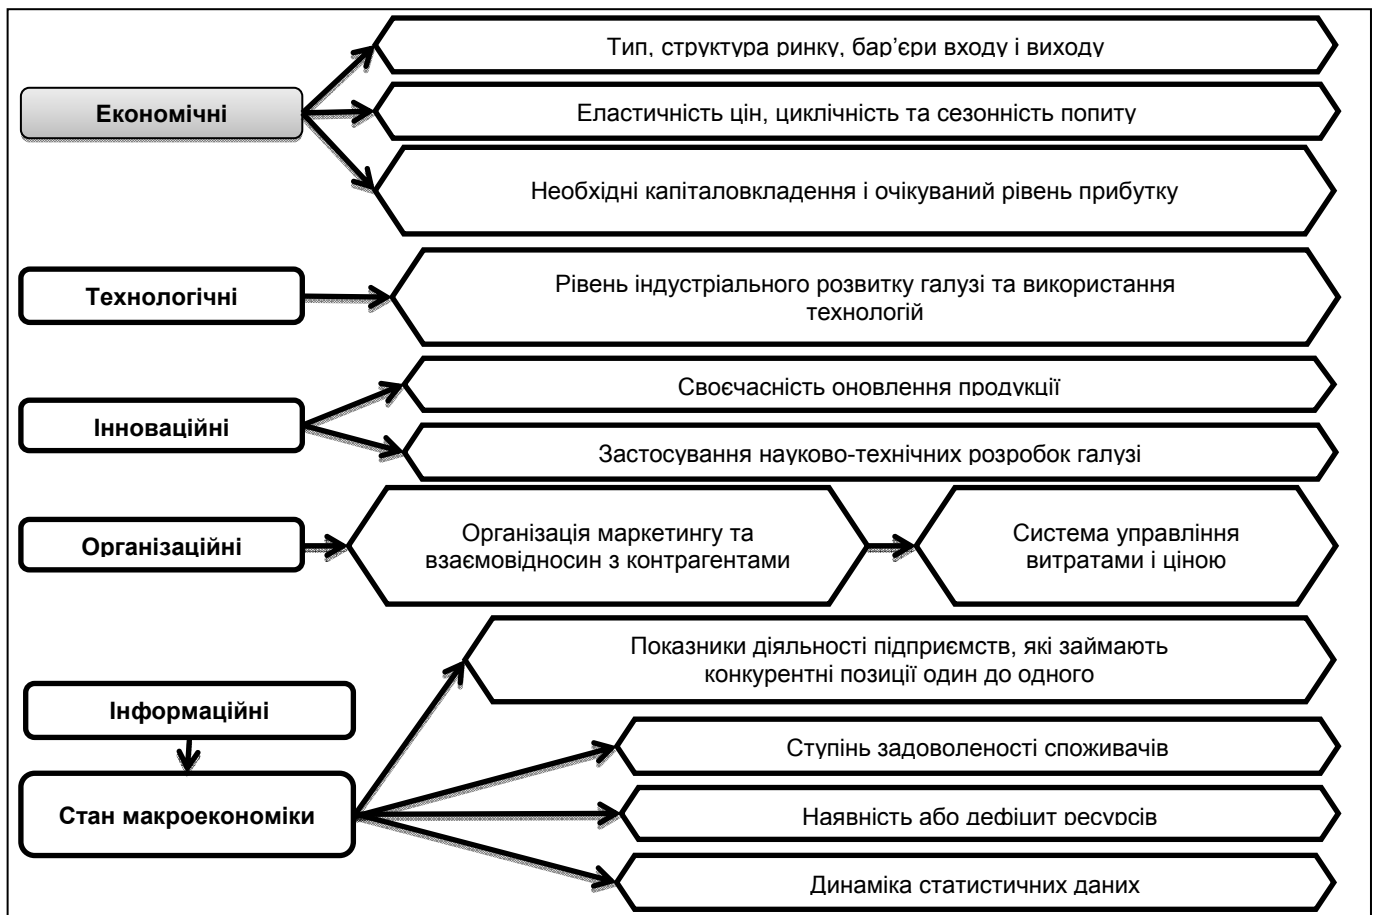 Економічні
Тип, структура ринку, бар’єри входу і виходу
Еластичність цін, циклічність та сезонність попиту
Необхідні капіталовкладення і очікуваний рівень прибутку
Технологічні
Рівень індустріального розвитку галузі та використання
технологій
Інноваційні
Своєчасність оновлення продукції
Застосування науково-технічних розробок галузі
Організаційні
Організація маркетингу та
взаємовідносин з контрагентами
Система управління
витратами і ціною
Інформаційні
Стан макроекономіки
Показники діяльності підприємств, які займають
конкурентні позиції один до одного
Ступінь задоволеності споживачів
Наявність або дефіцит ресурсів
Динаміка статистичних даних